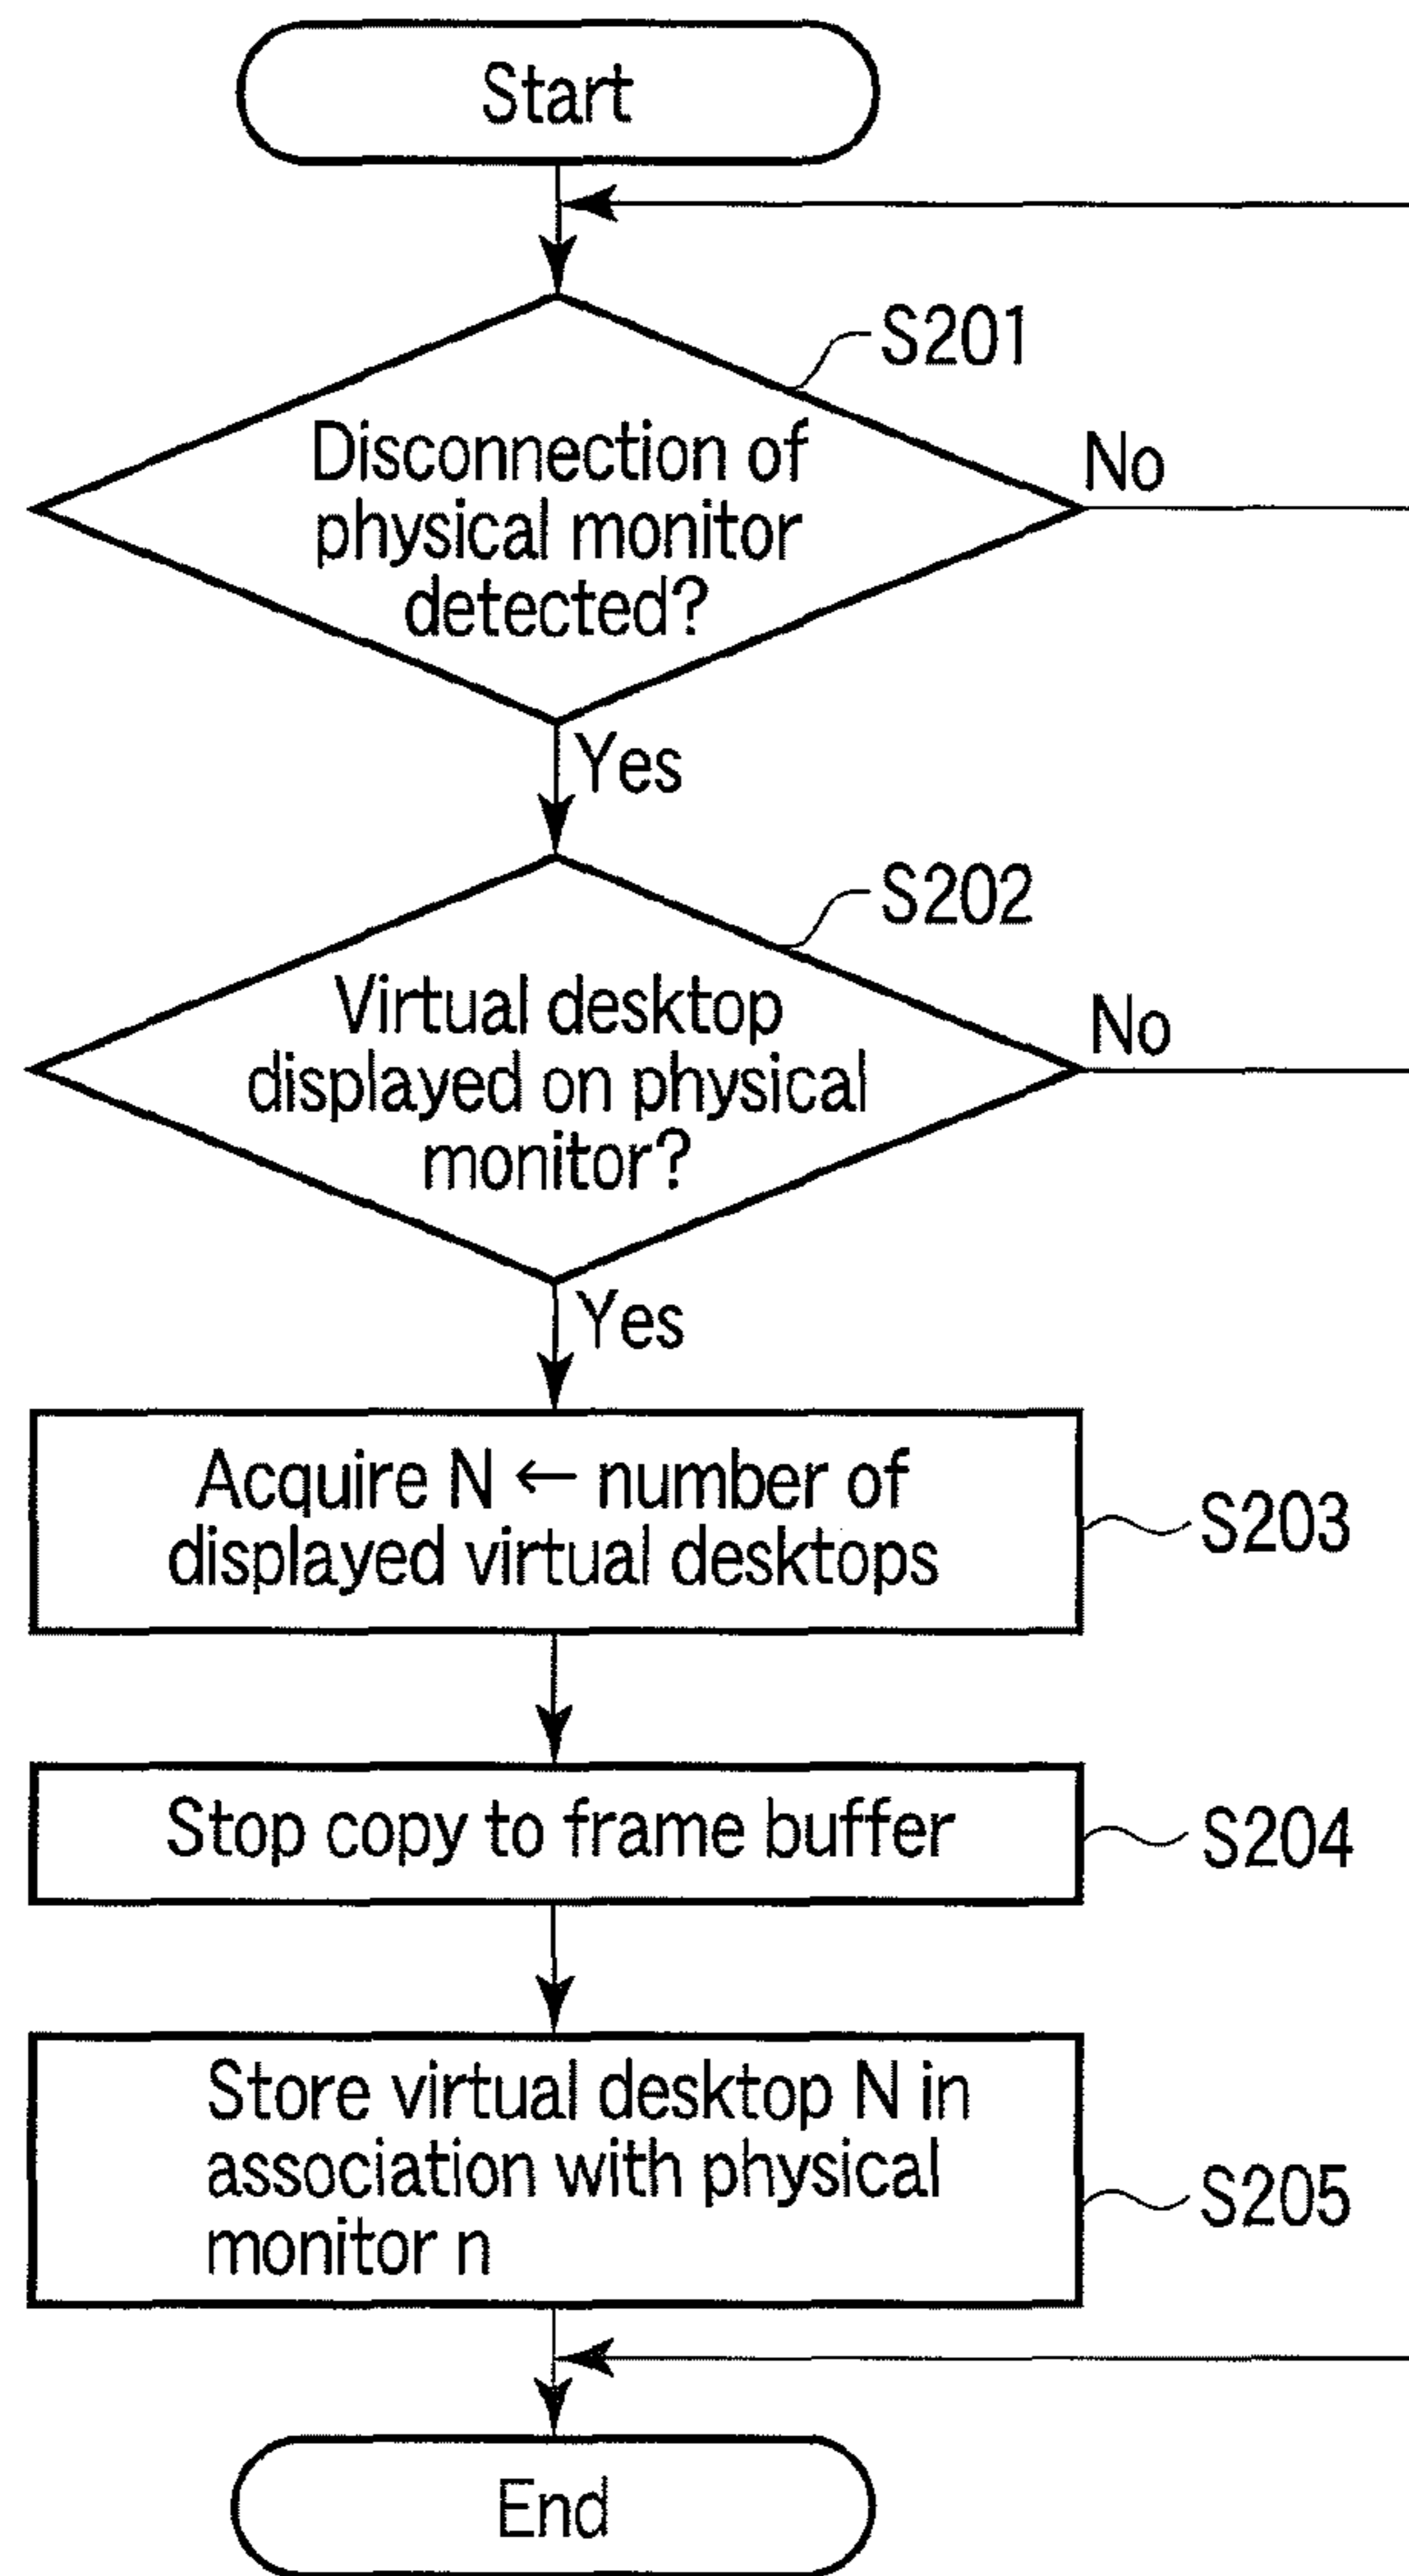 Start
S201
Disconnection of
physical monitor
detected?
No
Yes
S202
Virtual desktop
displayed on physical
monitor?
No
Yes
Acquire N ← number of
displayed virtual desktops
S203
Stop copy to frame buffer
S204
Store virtual desktop N in
association with physical
monitor n
S205
End